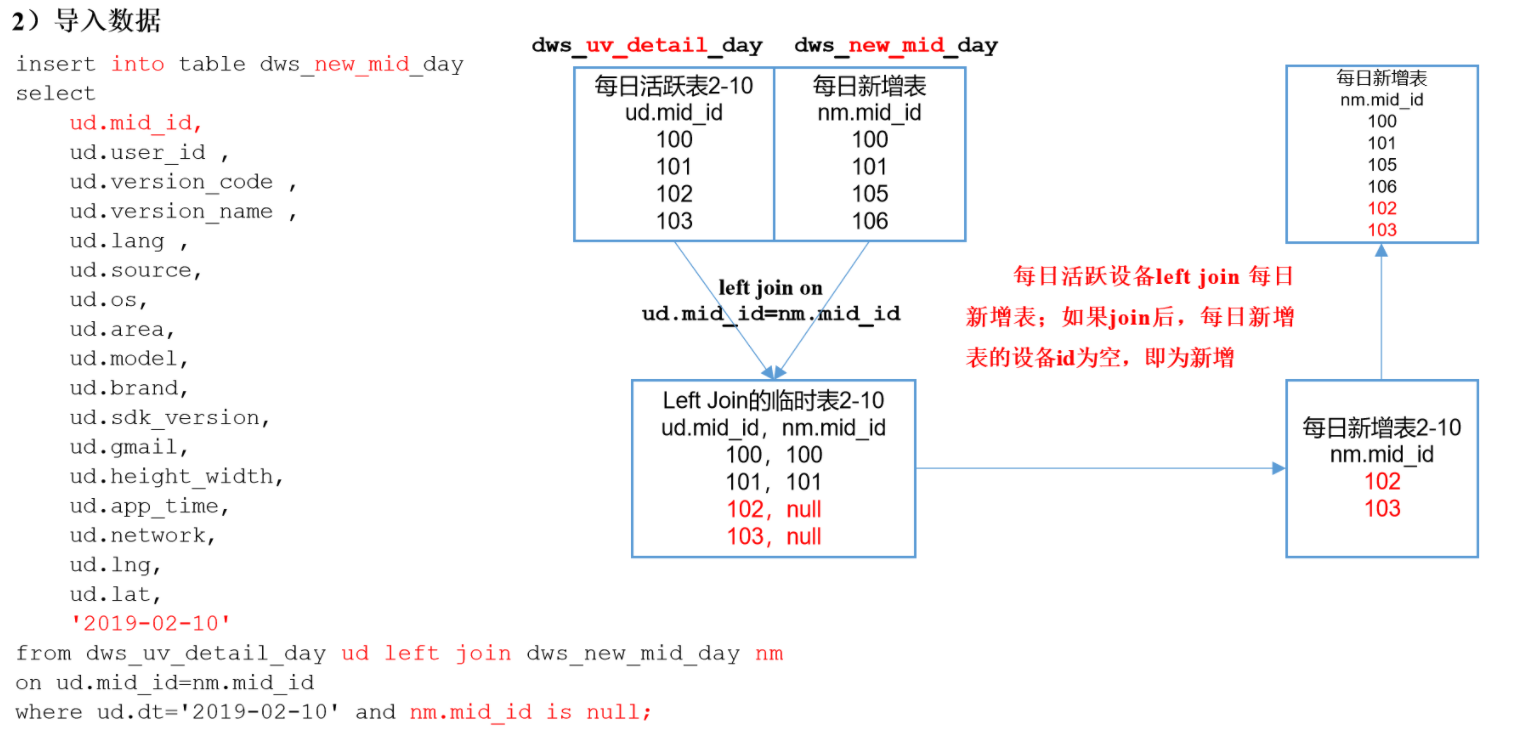 2）导入数据
insert into table dws_new_mid_day
select
ud.mid_id,
ud.user_id ,
ud.version_code ,
ud.version_name ,
ud.lang ,
ud.source,
ud.os,
ud.area,
ud.model,
ud.brand,
ud.sdk_version,
ud.gmail,
ud.height_width,
ud.app_time,
ud.network,
ud.lng,
ud.lat,
'2019-02-10'
from dws_uv_detail_day ud left join dws_new_mid_day nm
on ud.mid_id=nm.mid_id
where ud.dt='2019-02-10' and nm.mid_id is null;
dws_uv_detail_day dws_new_mid_day
每日活跃表2-10
ud.mid_id
100
101
102
103
每日新增表
nm.mid_id
100
101
105
106
left join on
ud.mid_id=nm.mid_id
Left Join的临时表2-10
ud.mid_id，nm.mid_id
100，100
101，101
102，null
103，null
每日活跃设备left join 每日
新增表；如果join后，每日新增
表的设备id为空，即为新增
每日新增表
nm.mid_id
100
101
105
106
102
103
每日新增表2-10
nm.mid_id
102
103